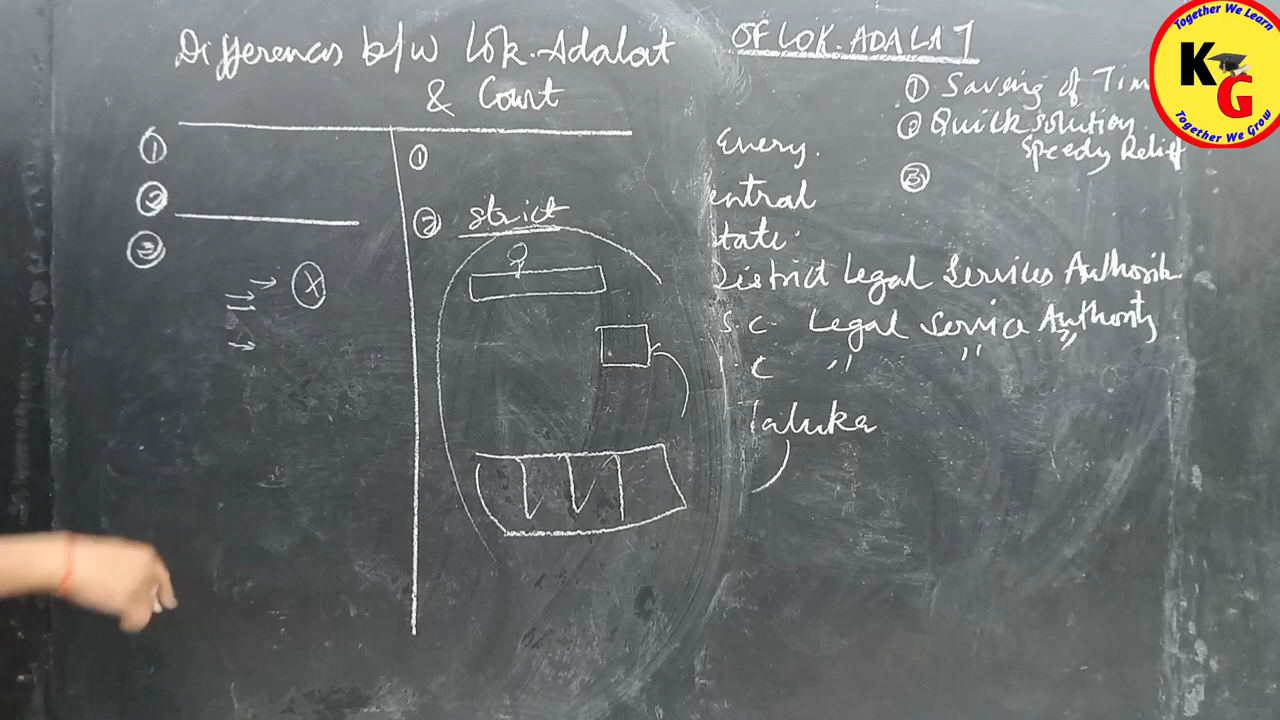 Differences b/w Lok-Adalat
& Court
①
②
③
→ X
①
② strict
OF LOK. ADALAT
① Saving of Tim
② Quick solution
Speedy Relief
③
Every.
entral
State.
District Legal Services Authorit
S.C. Legal Service Authority
. C " " "
Taluka
Together We Learn
KG
Together We Grow